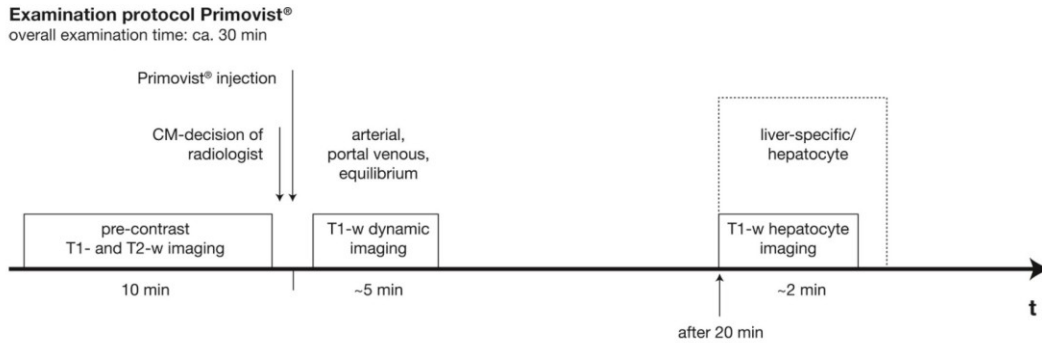 Examination protocol Primovist®
overall examination time: ca. 30 min
Primovist® injection
CM-decision of
radiologist
arterial,
portal venous,
equilibrium
liver-specific/
hepatocyte
pre-contrast
T1- and T2-w imaging
T1-w dynamic
imaging
T1-w hepatocyte
imaging
10 min
~5 min
~2 min
t
after 20 min